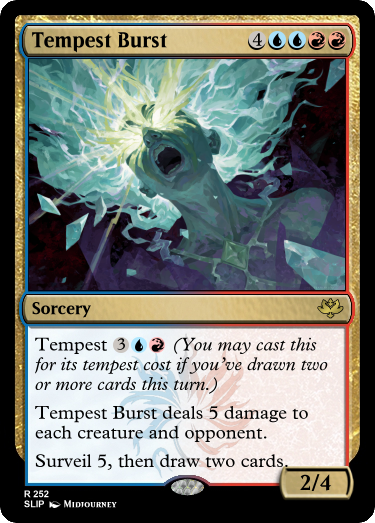 Tempest Burst 4
Sorcery
Tempest 3 (You may cast this
for its tempest cost if you've drawn two
or more cards this turn.)
Tempest Burst deals 5 damage to
each creature and opponent.
Surveil 5, then draw two cards.
2/4
R 252
SLIP Midjourney